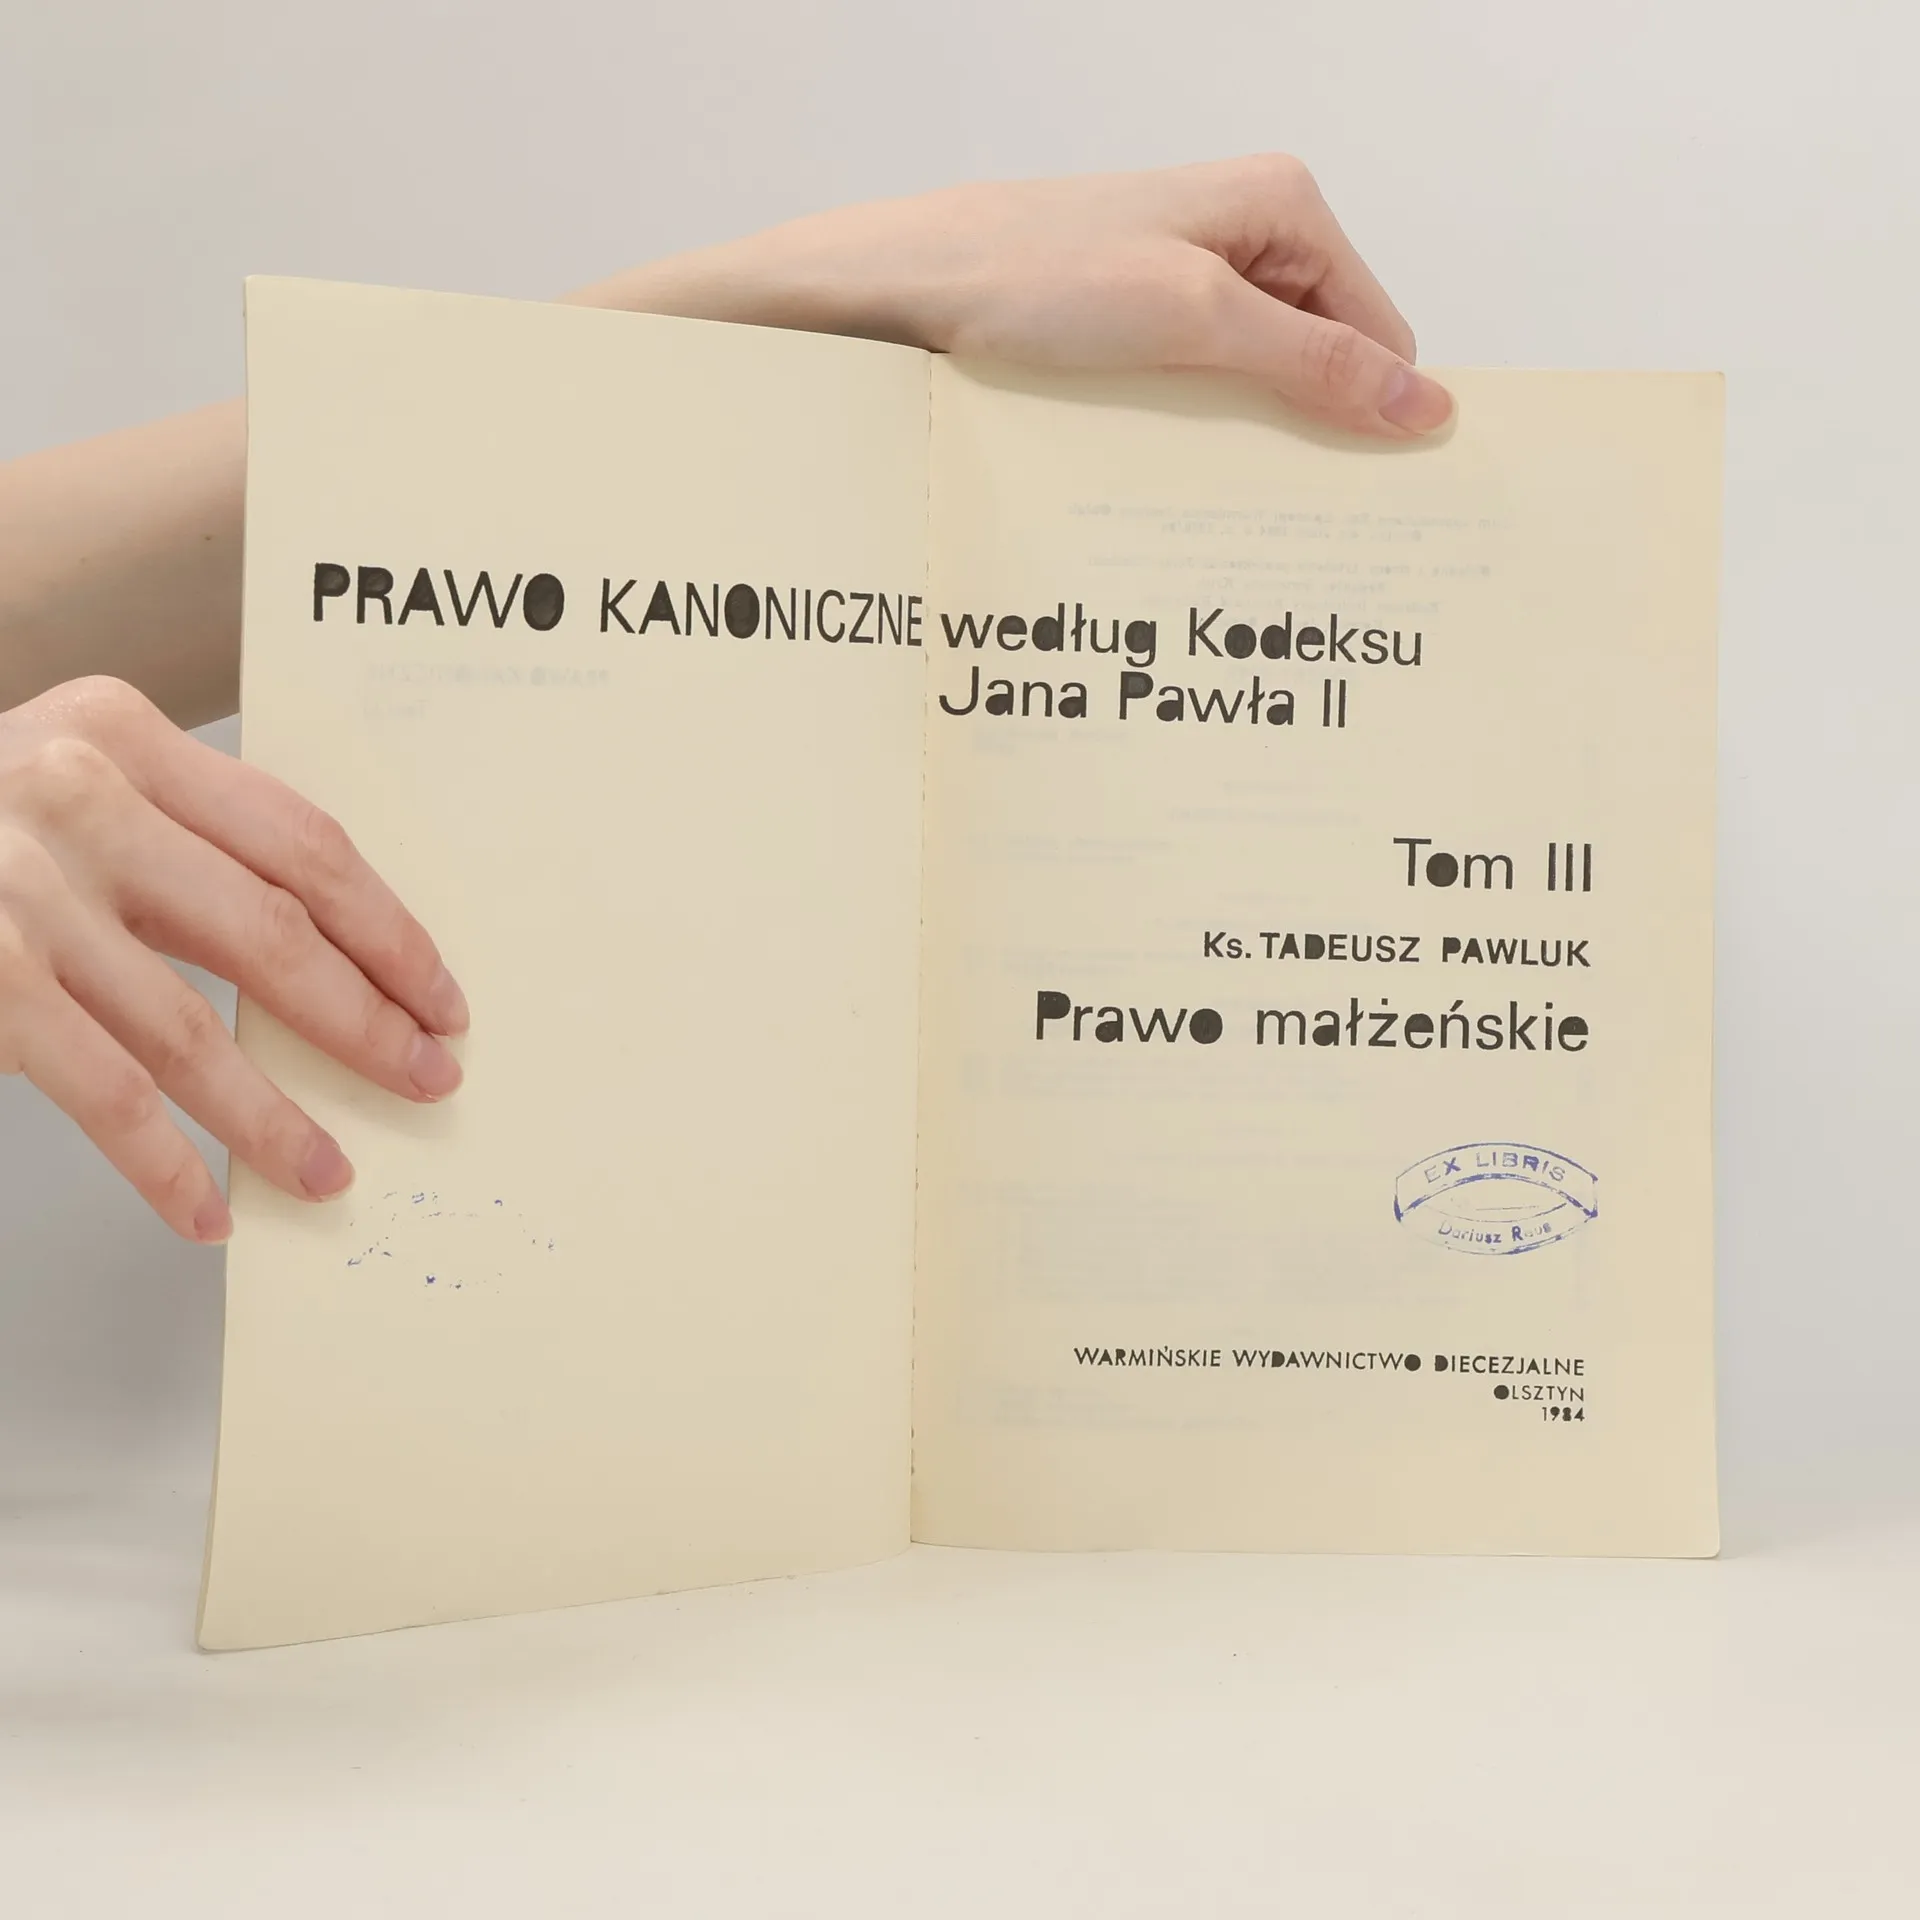 PRAWO KANONICZNE według Kodeksu
Jana Pawła II
Tom III
Ks. TADEUSZ PAWLUK
Prawo małżeńskie
EX LIBRIS
Dariusz
WARMIŃSKIE WYDAWNICTWO DIECEZJALNE
OLSZTYN
1984